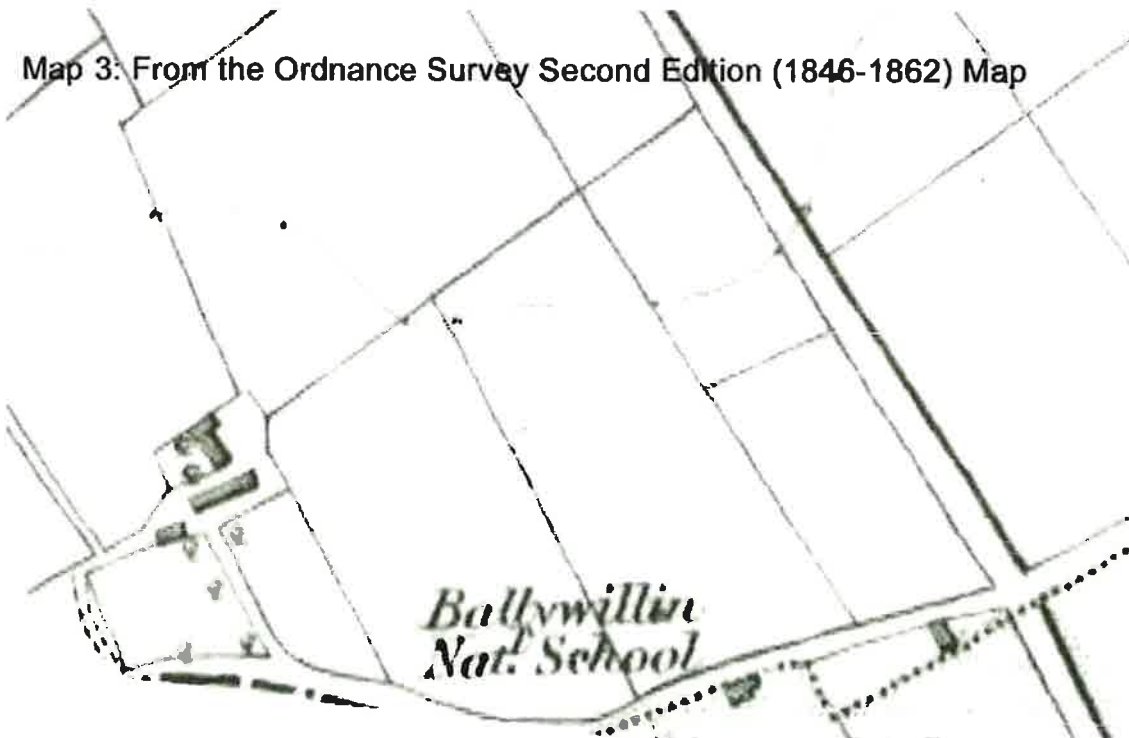 Map 3: From the Ordnance Survey Second Edition (1846-1862) Map
Ballywillin
Nat. School